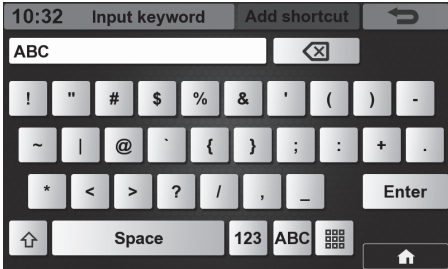 10:32 Input keyword Add shortcut
ABC
! " # $ % & ' ( ) -
~ | @ ` { } ; : + .
* < > ? / , _ Enter
Space 123 ABC